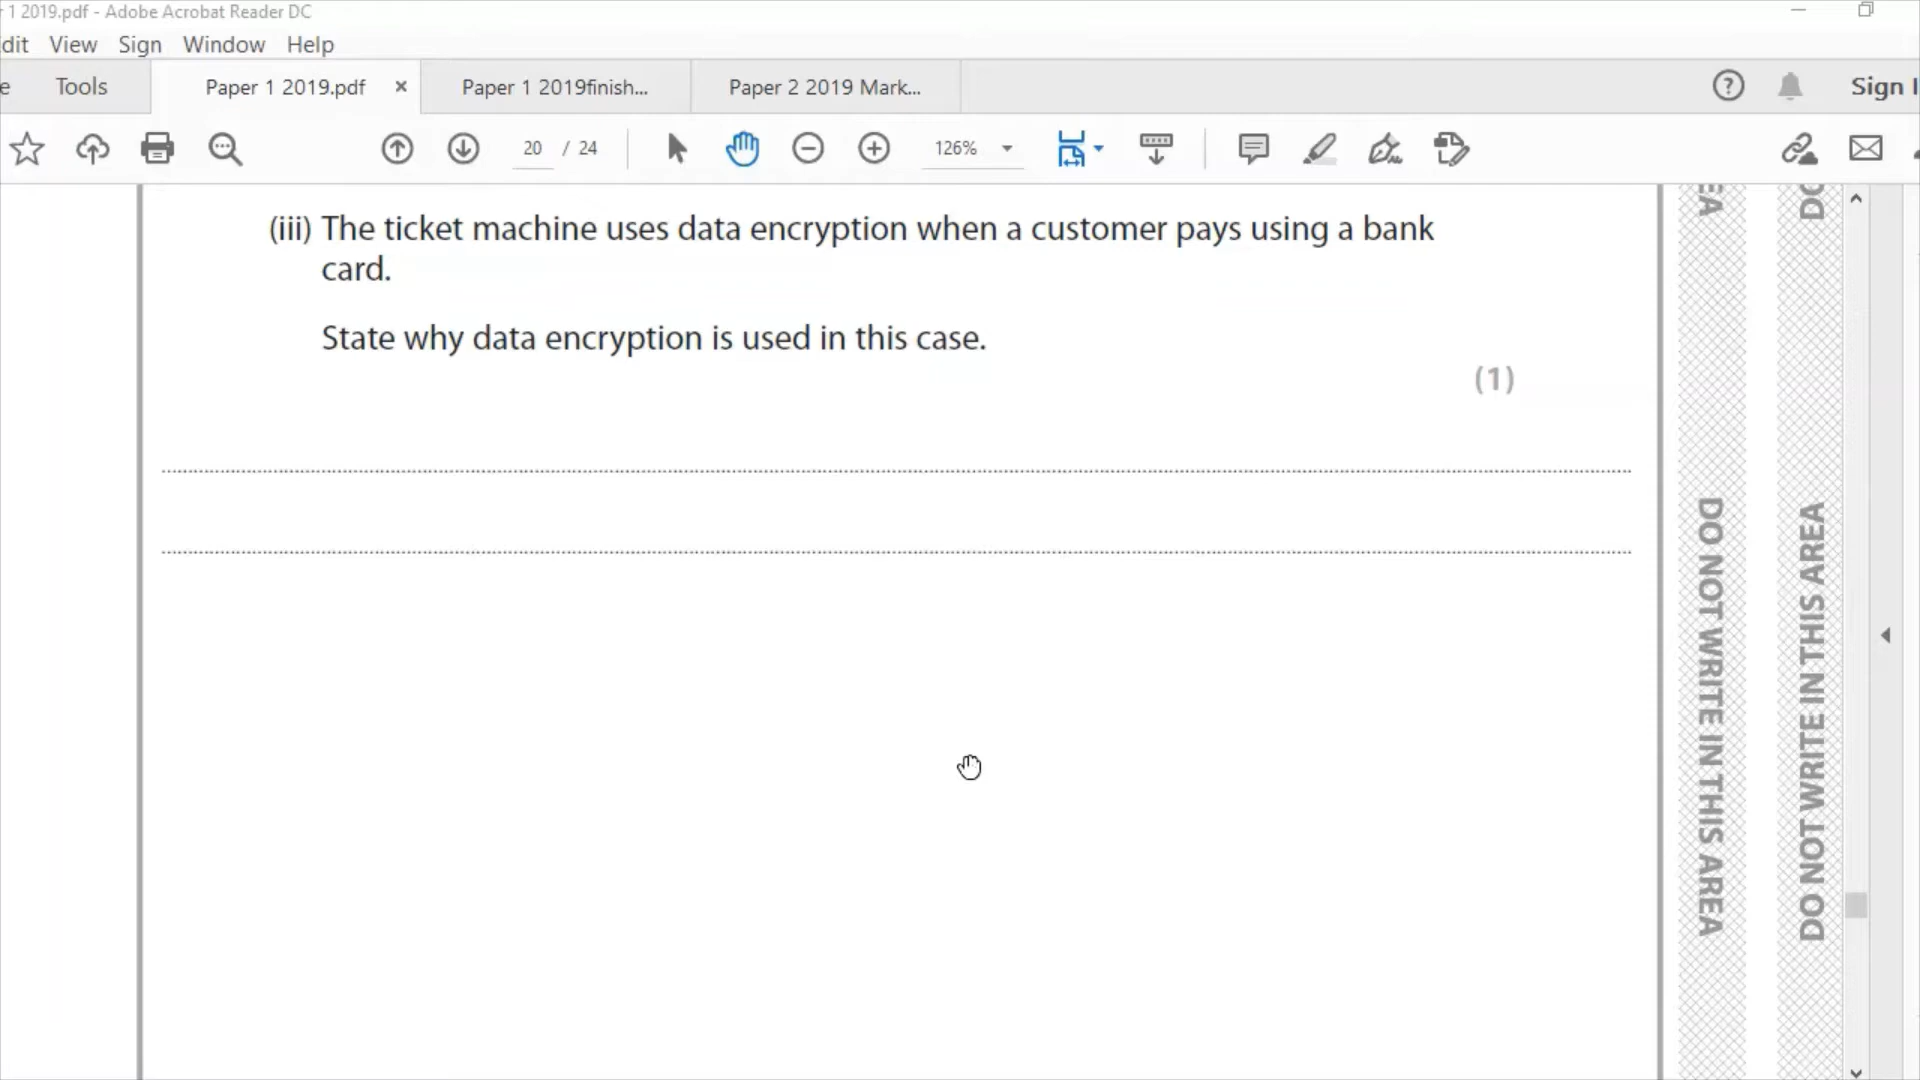 1 2019.pdf - Adobe Acrobat Reader DC
dit View Sign Window Help
e Tools Paper 1 2019.pdf × Paper 1 2019finish... Paper 2 2019 Mark... Sign I
20 / 24 126%
(iii) The ticket machine uses data encryption when a customer pays using a bank
card.
State why data encryption is used in this case.
(1)
EA
DO
DO NOT WRITE IN THIS AREA
DO NOT WRITE IN THIS AREA